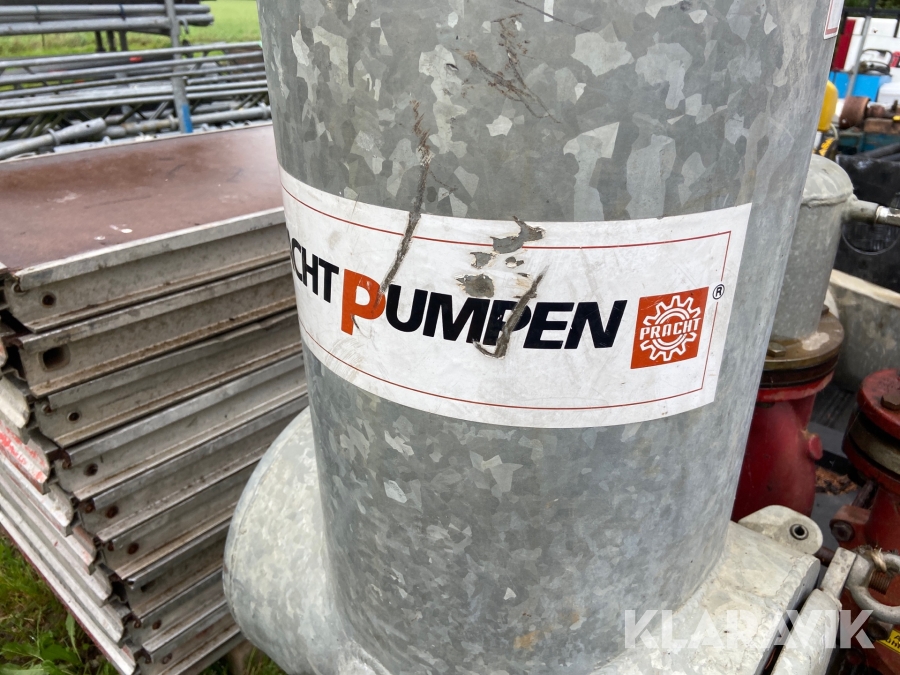 CHT PUMPEN
PRACHT
®
KLARAVIK